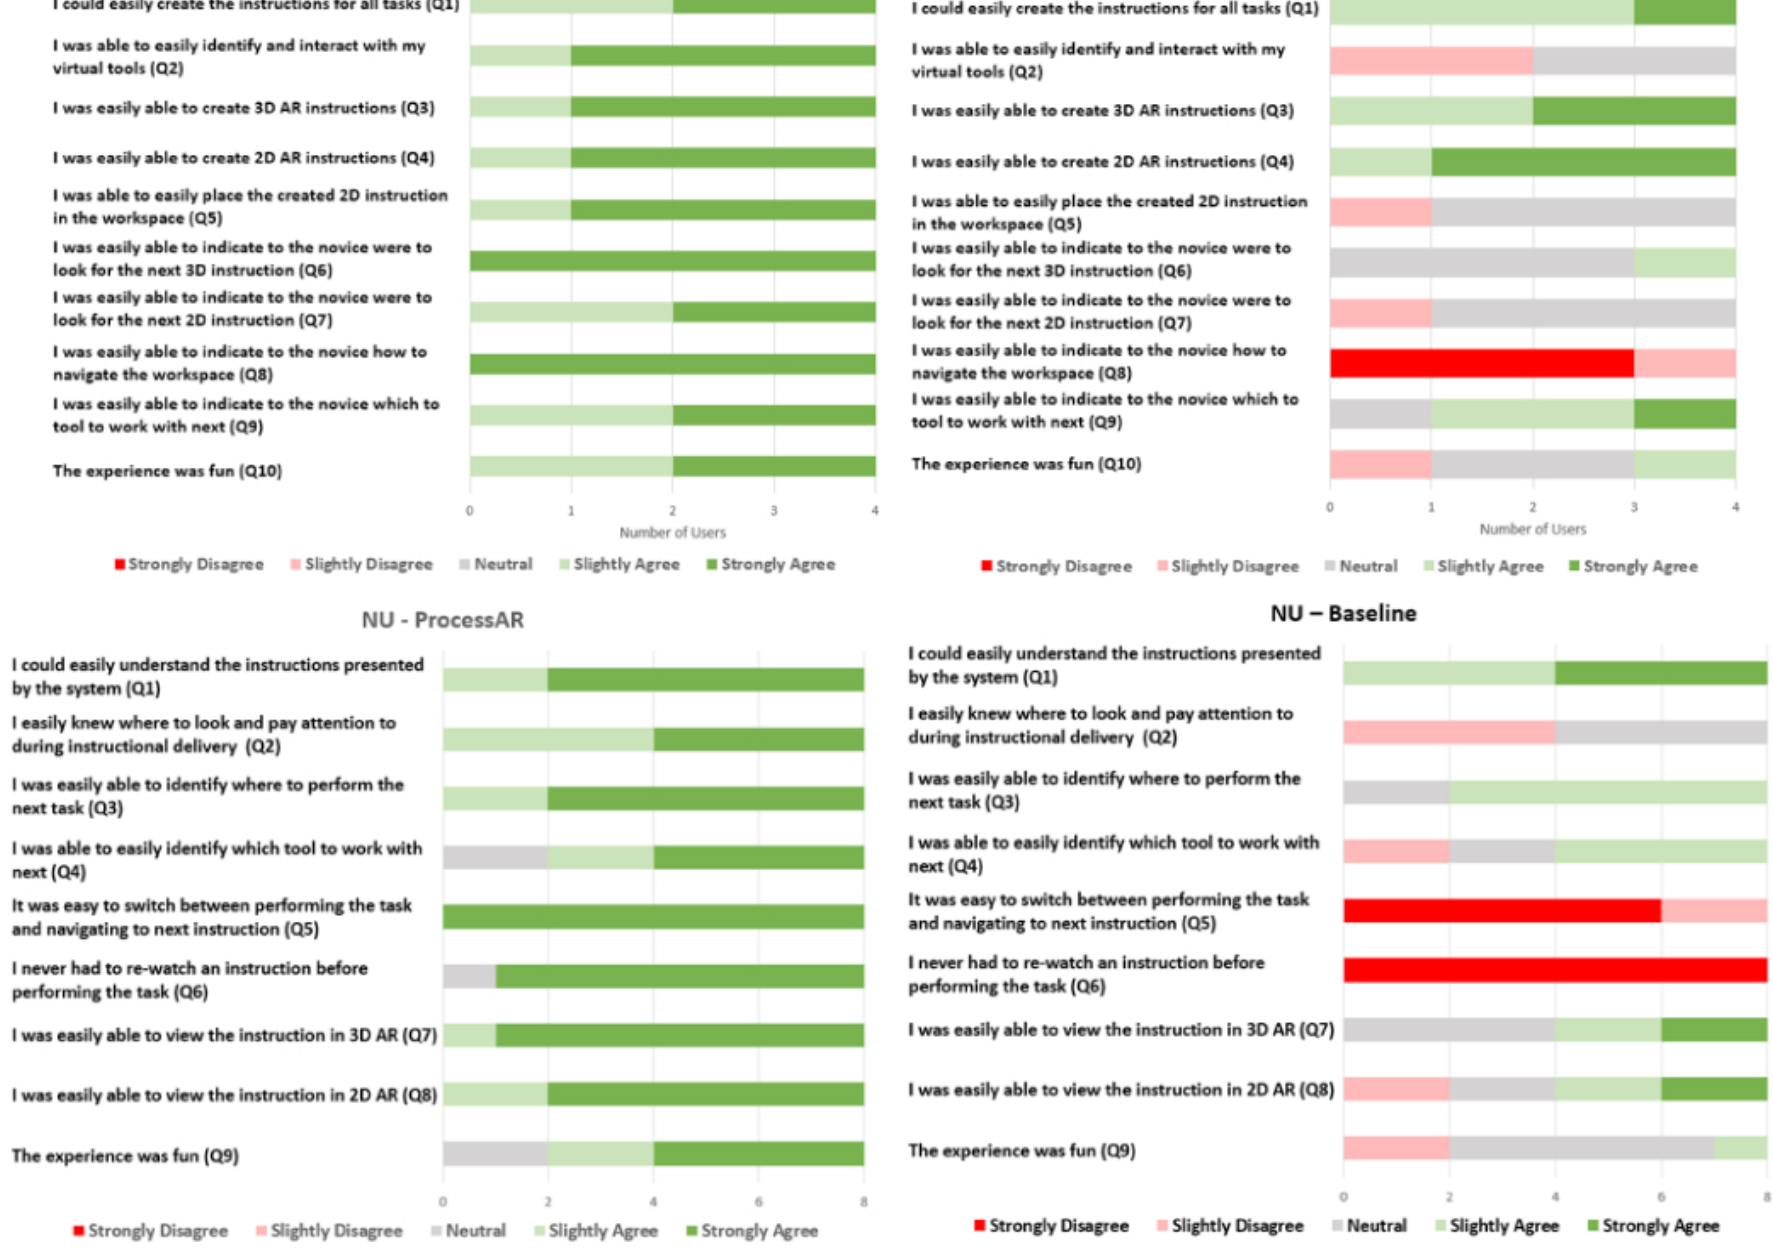 I could easily create the instructions for all tasks (Q1)
I was able to easily identify and interact with my
virtual tools (Q2)
I was easily able to create 3D AR instructions (Q3)
I was easily able to create 2D AR instructions (Q4)
I was able to easily place the created 2D instruction
in the workspace (Q5)
I was easily able to indicate to the novice were to
look for the next 3D instruction (Q6)
I was easily able to indicate to the novice were to
look for the next 2D instruction (Q7)
I was easily able to indicate to the novice how to
navigate the workspace (Q8)
I was easily able to indicate to the novice which to
tool to work with next (Q9)
The experience was fun (Q10)
0 1 2 3 4
Number of Users
Strongly Disagree Slightly Disagree Neutral Slightly Agree Strongly Agree
I could easily create the instructions for all tasks (Q1)
I was able to easily identify and interact with my
virtual tools (Q2)
I was easily able to create 3D AR instructions (Q3)
I was easily able to create 2D AR instructions (Q4)
I was able to easily place the created 2D instruction
in the workspace (Q5)
I was easily able to indicate to the novice were to
look for the next 3D instruction (Q6)
I was easily able to indicate to the novice were to
look for the next 2D instruction (Q7)
I was easily able to indicate to the novice how to
navigate the workspace (Q8)
I was easily able to indicate to the novice which to
tool to work with next (Q9)
The experience was fun (Q10)
0 1 2 3 4
Number of Users
Strongly Disagree Slightly Disagree Neutral Slightly Agree Strongly Agree
NU - ProcessAR
I could easily understand the instructions presented
by the system (Q1)
I easily knew where to look and pay attention to
during instructional delivery (Q2)
I was easily able to identify where to perform the
next task (Q3)
I was able to easily identify which tool to work with
next (Q4)
It was easy to switch between performing the task
and navigating to next instruction (Q5)
I never had to re-watch an instruction before
performing the task (Q6)
I was easily able to view the instruction in 3D AR (Q7)
I was easily able to view the instruction in 2D AR (Q8)
The experience was fun (Q9)
0 2 4 6 8
Strongly Disagree Slightly Disagree Neutral Slightly Agree Strongly Agree
NU – Baseline
I could easily understand the instructions presented
by the system (Q1)
I easily knew where to look and pay attention to
during instructional delivery (Q2)
I was easily able to identify where to perform the
next task (Q3)
I was able to easily identify which tool to work with
next (Q4)
It was easy to switch between performing the task
and navigating to next instruction (Q5)
I never had to re-watch an instruction before
performing the task (Q6)
I was easily able to view the instruction in 3D AR (Q7)
I was easily able to view the instruction in 2D AR (Q8)
The experience was fun (Q9)
0 2 4 6 8
Strongly Disagree Slightly Disagree Neutral Slightly Agree Strongly Agree